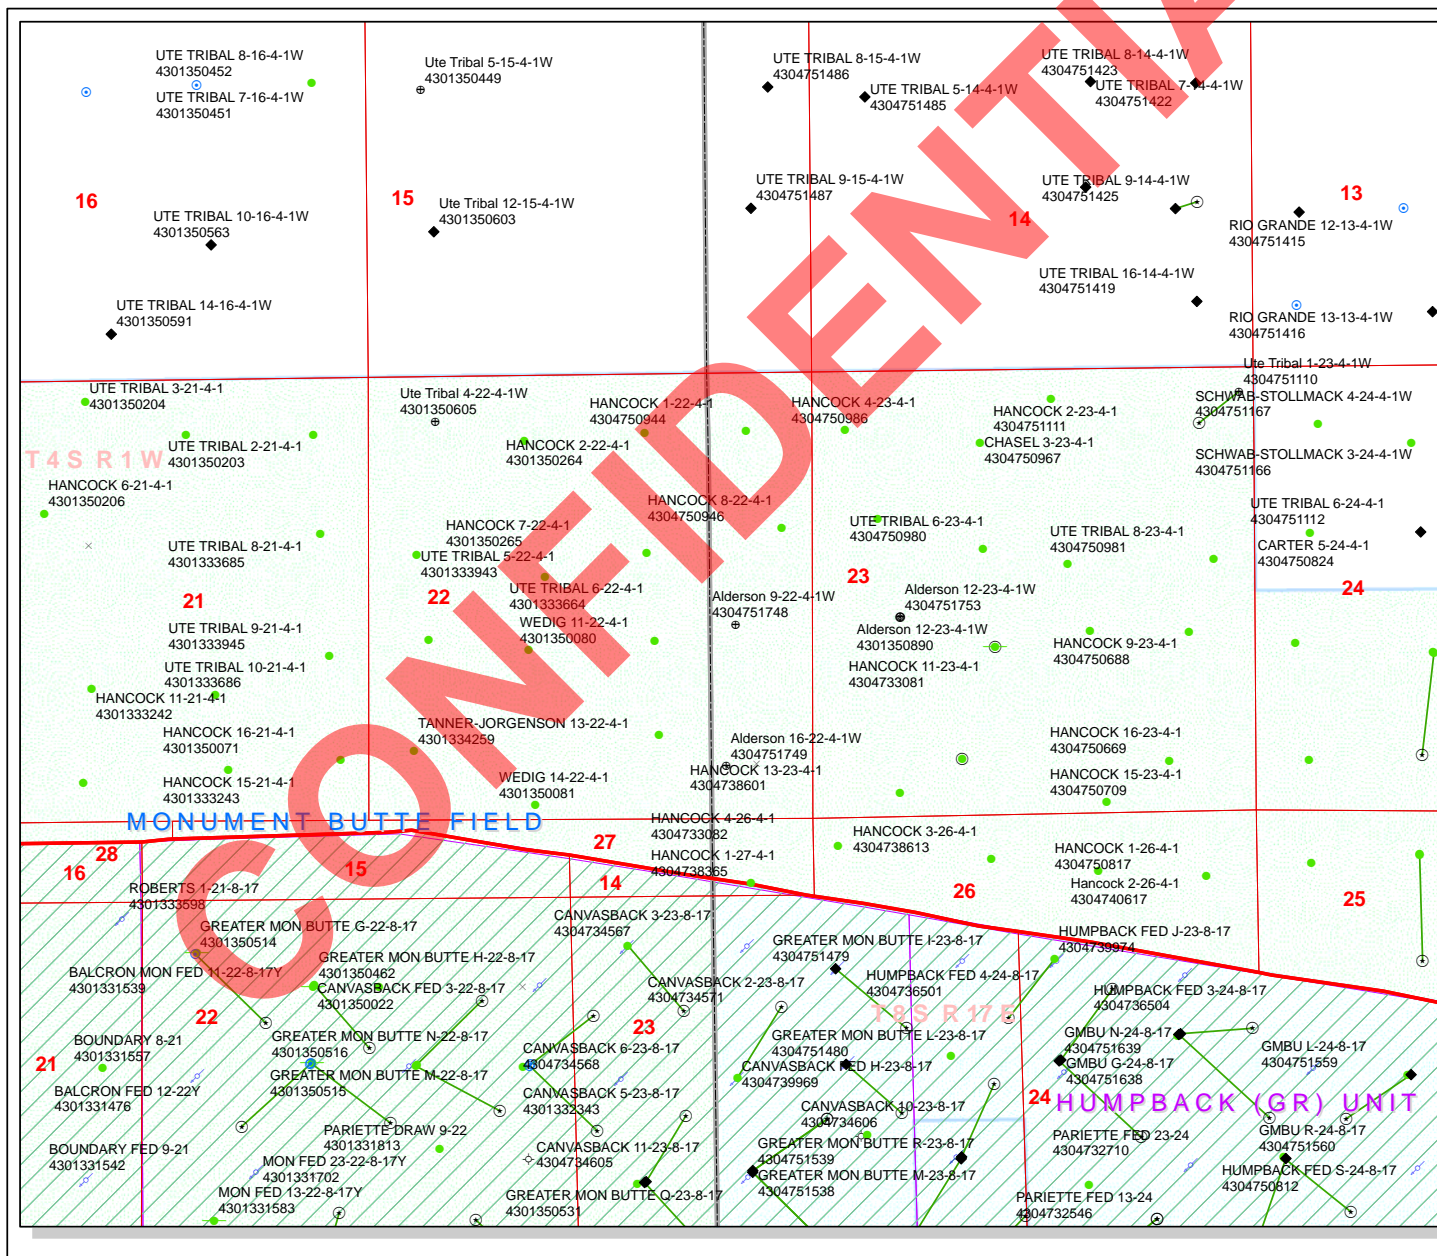 UTE TRIBAL 8-16-4-1W
4301350452
UTE TRIBAL 7-16-4-1W
4301350451
Ute Tribal 5-15-4-1W
4301350449
UTE TRIBAL 8-15-4-1W
4304751486
UTE TRIBAL 5-14-4-1W
4304751485
UTE TRIBAL 8-14-4-1W
4304751423
UTE TRIBAL 7-14-4-1W
4304751422
16
15
14
13
UTE TRIBAL 10-16-4-1W
4301350563
Ute Tribal 12-15-4-1W
4301350603
UTE TRIBAL 9-15-4-1W
4304751487
UTE TRIBAL 9-14-4-1W
4304751425
RIO GRANDE 12-13-4-1W
4304751415
UTE TRIBAL 14-16-4-1W
4301350591
UTE TRIBAL 16-14-4-1W
4304751419
RIO GRANDE 13-13-4-1W
4304751416
UTE TRIBAL 3-21-4-1
4301350204
Ute Tribal 4-22-4-1W
4301350605
HANCOCK 1-22-4-1
4304750944
HANCOCK 4-23-4-1
4304750986
HANCOCK 2-23-4-1
4304751111
Ute Tribal 1-23-4-1W
4304751110
SCHWAB-STOLLMACK 4-24-4-1W
4304751167
UTE TRIBAL 2-21-4-1
4301350203
HANCOCK 2-22-4-1
4301350264
CHASEL 3-23-4-1
4304750967
SCHWAB-STOLLMACK 3-24-4-1W
4304751166
T4S R1W
HANCOCK 6-21-4-1
4301350206
HANCOCK 7-22-4-1
4301350265
HANCOCK 8-22-4-1
4304750946
UTE TRIBAL 6-23-4-1
4304750980
UTE TRIBAL 8-23-4-1
4304750981
UTE TRIBAL 6-24-4-1
4304751112
UTE TRIBAL 8-21-4-1
4301333685
UTE TRIBAL 5-22-4-1
4301333943
CARTER 5-24-4-1
4304750824
21
22
23
24
UTE TRIBAL 6-22-4-1
4301333664
Alderson 9-22-4-1W
4304751748
Alderson 12-23-4-1W
4304751753
UTE TRIBAL 9-21-4-1
4301333945
WEDIG 11-22-4-1
4301350080
Alderson 12-23-4-1W
4301350890
HANCOCK 9-23-4-1
4304750688
UTE TRIBAL 10-21-4-1
4301333686
HANCOCK 11-23-4-1
4304733081
HANCOCK 11-21-4-1
4301333242
HANCOCK 16-21-4-1
4301350071
TANNER-JORGENSON 13-22-4-1
4301334259
Alderson 16-22-4-1W
4304751749
HANCOCK 16-23-4-1
4304750669
HANCOCK 15-21-4-1
4301333243
WEDIG 14-22-4-1
4301350081
HANCOCK 13-23-4-1
4304738601
HANCOCK 15-23-4-1
4304750709
MONUMENT BUTTE FIELD
HANCOCK 4-26-4-1
4304733082
HANCOCK 3-26-4-1
4304738613
HANCOCK 1-26-4-1
4304750817
28
27
26
25
HANCOCK 1-27-4-1
4304738365
Hancock 2-26-4-1
4304740617
16
15
14
ROBERTS 1-21-8-17
4301333598
GREATER MON BUTTE G-22-8-17
4301350514
CANVASBACK 3-23-8-17
4304734567
GREATER MON BUTTE I-23-8-17
4304751479
HUMPBACK FED J-23-8-17
4304739974
BALCRON MON FED 11-22-8-17Y
4301331539
GREATER MON BUTTE H-22-8-17
4301350462
CANVASBACK FED 3-22-8-17
4301350022
CANVASBACK 2-23-8-17
4304734571
HUMPBACK FED 4-24-8-17
4304736501
HUMPBACK FED 3-24-8-17
4304736504
T8S R17E
22
23
BOUNDARY 8-21
4301331557
GREATER MON BUTTE N-22-8-17
4301350516
CANVASBACK 6-23-8-17
4304734568
GREATER MON BUTTE L-23-8-17
4304751480
GMBU N-24-8-17
4304751639
GMBU L-24-8-17
4304751559
21
GREATER MON BUTTE M-22-8-17
4301350515
CANVASBACK FED H-23-8-17
4304739969
GMBU G-24-8-17
4304751638
BALCRON FED 12-22Y
4301331476
CANVASBACK 5-23-8-17
4301332343
CANVASBACK 10-23-8-17
4304734606
24
HUMPBACK (GR) UNIT
BOUNDARY FED 9-21
4301331542
PARIETTE DRAW 9-22
4301331813
CANVASBACK 11-23-8-17
4304734605
GREATER MON BUTTE R-23-8-17
4304751539
PARIETTE FED 23-24
4304732710
GMBU R-24-8-17
4304751560
MON FED 23-22-8-17Y
4301331702
GREATER MON BUTTE M-23-8-17
4304751538
HUMPBACK FED S-24-8-17
4304750812
MON FED 13-22-8-17Y
4301331583
GREATER MON BUTTE Q-23-8-17
4301350531
PARIETTE FED 13-24
4304732546
CONFIDENTIA